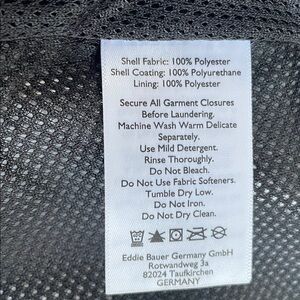 Shell Fabric: 100% Polyester
Shell Coating: 100% Polyurethane
Lining: 100% Polyester
Secure All Garment Closures
Before Laundering.
Machine Wash Warm Delicate
Separately.
Use Mild Detergent.
Rinse Thoroughly.
Do Not Bleach.
Do Not Use Fabric Softeners.
Tumble Dry Low.
Do Not Iron.
Do Not Dry Clean.
Eddie Bauer Germany GmbH
Rotwandweg 3a
82024 Taufkirchen
GERMANY